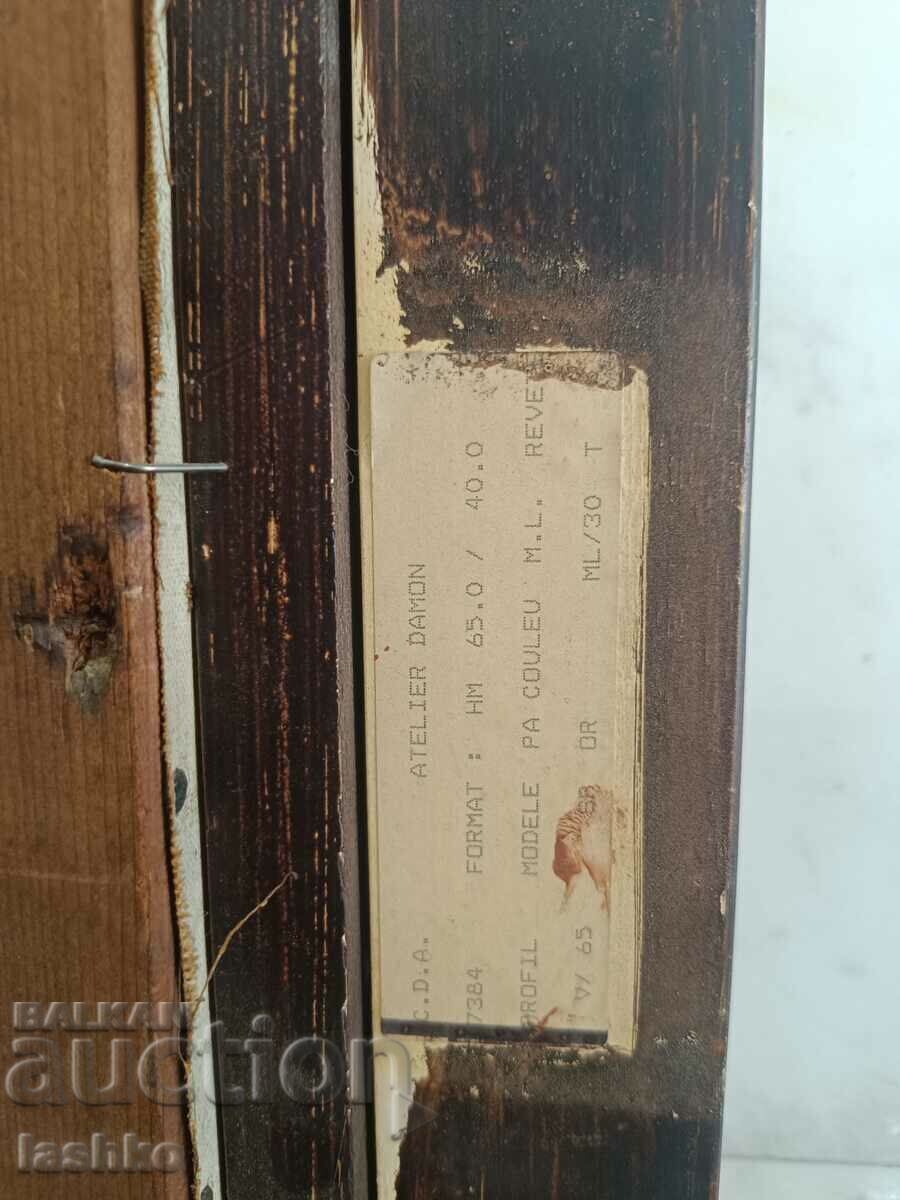 C.D.A. ATELIER DAMON
7384 FORMAT : HM 65.0 / 40.0
PROFIL MODELE PA COULEU M.L. REVET
V/ 65 OR ML/30 T
BALKAN
auction
lashko